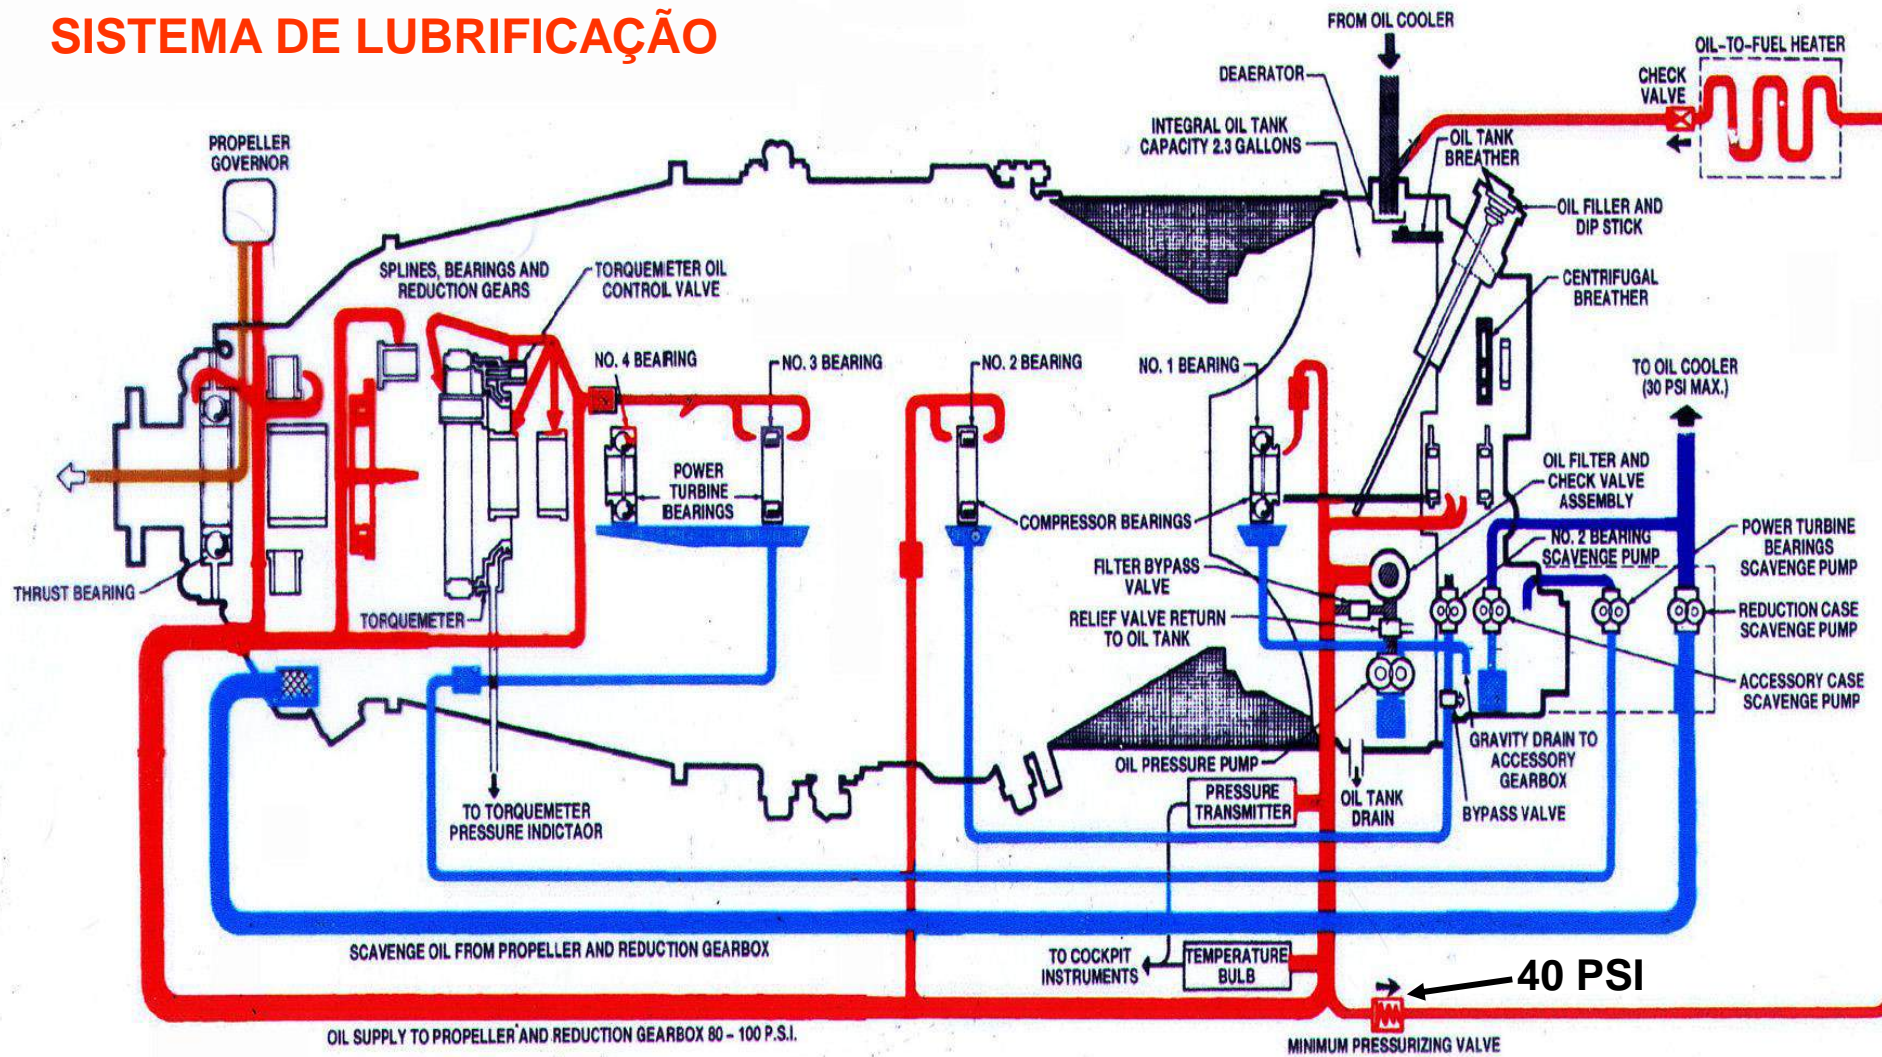 SISTEMA DE LUBRIFICAÇÃO
FROM OIL COOLER
OIL-TO-FUEL HEATER
DEAERATOR
CHECK
VALVE
INTEGRAL OIL TANK
CAPACITY 2.3 GALLONS
OIL TANK
BREATHER
PROPELLER
GOVERNOR
OIL FILLER AND
DIP STICK
SPLINES, BEARINGS AND
REDUCTION GEARS
TORQUEMETER OIL
CONTROIL VALVE
CENTRIFUGAL
BREATHER
NO. 4 BEARING
NO. 3 BEARING
NO. 2 BEARING
NO. 1 BEARING
TO OIL COOLER
(30 PSI MAX.)
POWER
TURBINE
BEARINGS
COMPRESSOR BEARINGS
OIL FILTER AND
CHECK VALVE
ASSEMBLY
NO. 2 BEARING
SCAVENGE PUMP
POWER TURBINE
BEARINGS
SCAVENGE PUMP
FILTER BYPASS
VALVE
THRUST BEARING
TORQUEMETER
RELIEF VALVE RETURN
TO OIL TANK
REDUCTION CASE
SCAVENGE PUMP
ACCESSORY CASE
SCAVENGE PUMP
OIL PRESSURE PUMP
GRAVITY DRAIN TO
ACCESSORY
GEARBOX
PRESSURE
TRANSMITTER
OIL TANK
DRAIN
BYPASS VALVE
TO TORQUEMETER
PRESSURE INDICTAOR
SCAVENGE OIL FROM PROPELLER AND REDUCTION GEARBOX
TO COCKPIT
INSTRUMENTS
TEMPERATURE
BULB
40 PSI
OIL SUPPLY TO PROPELLER AND REDUCTION GEARBOX 80 – 100 P.S.I.
MINIMUM PRESSURIZING VALVE